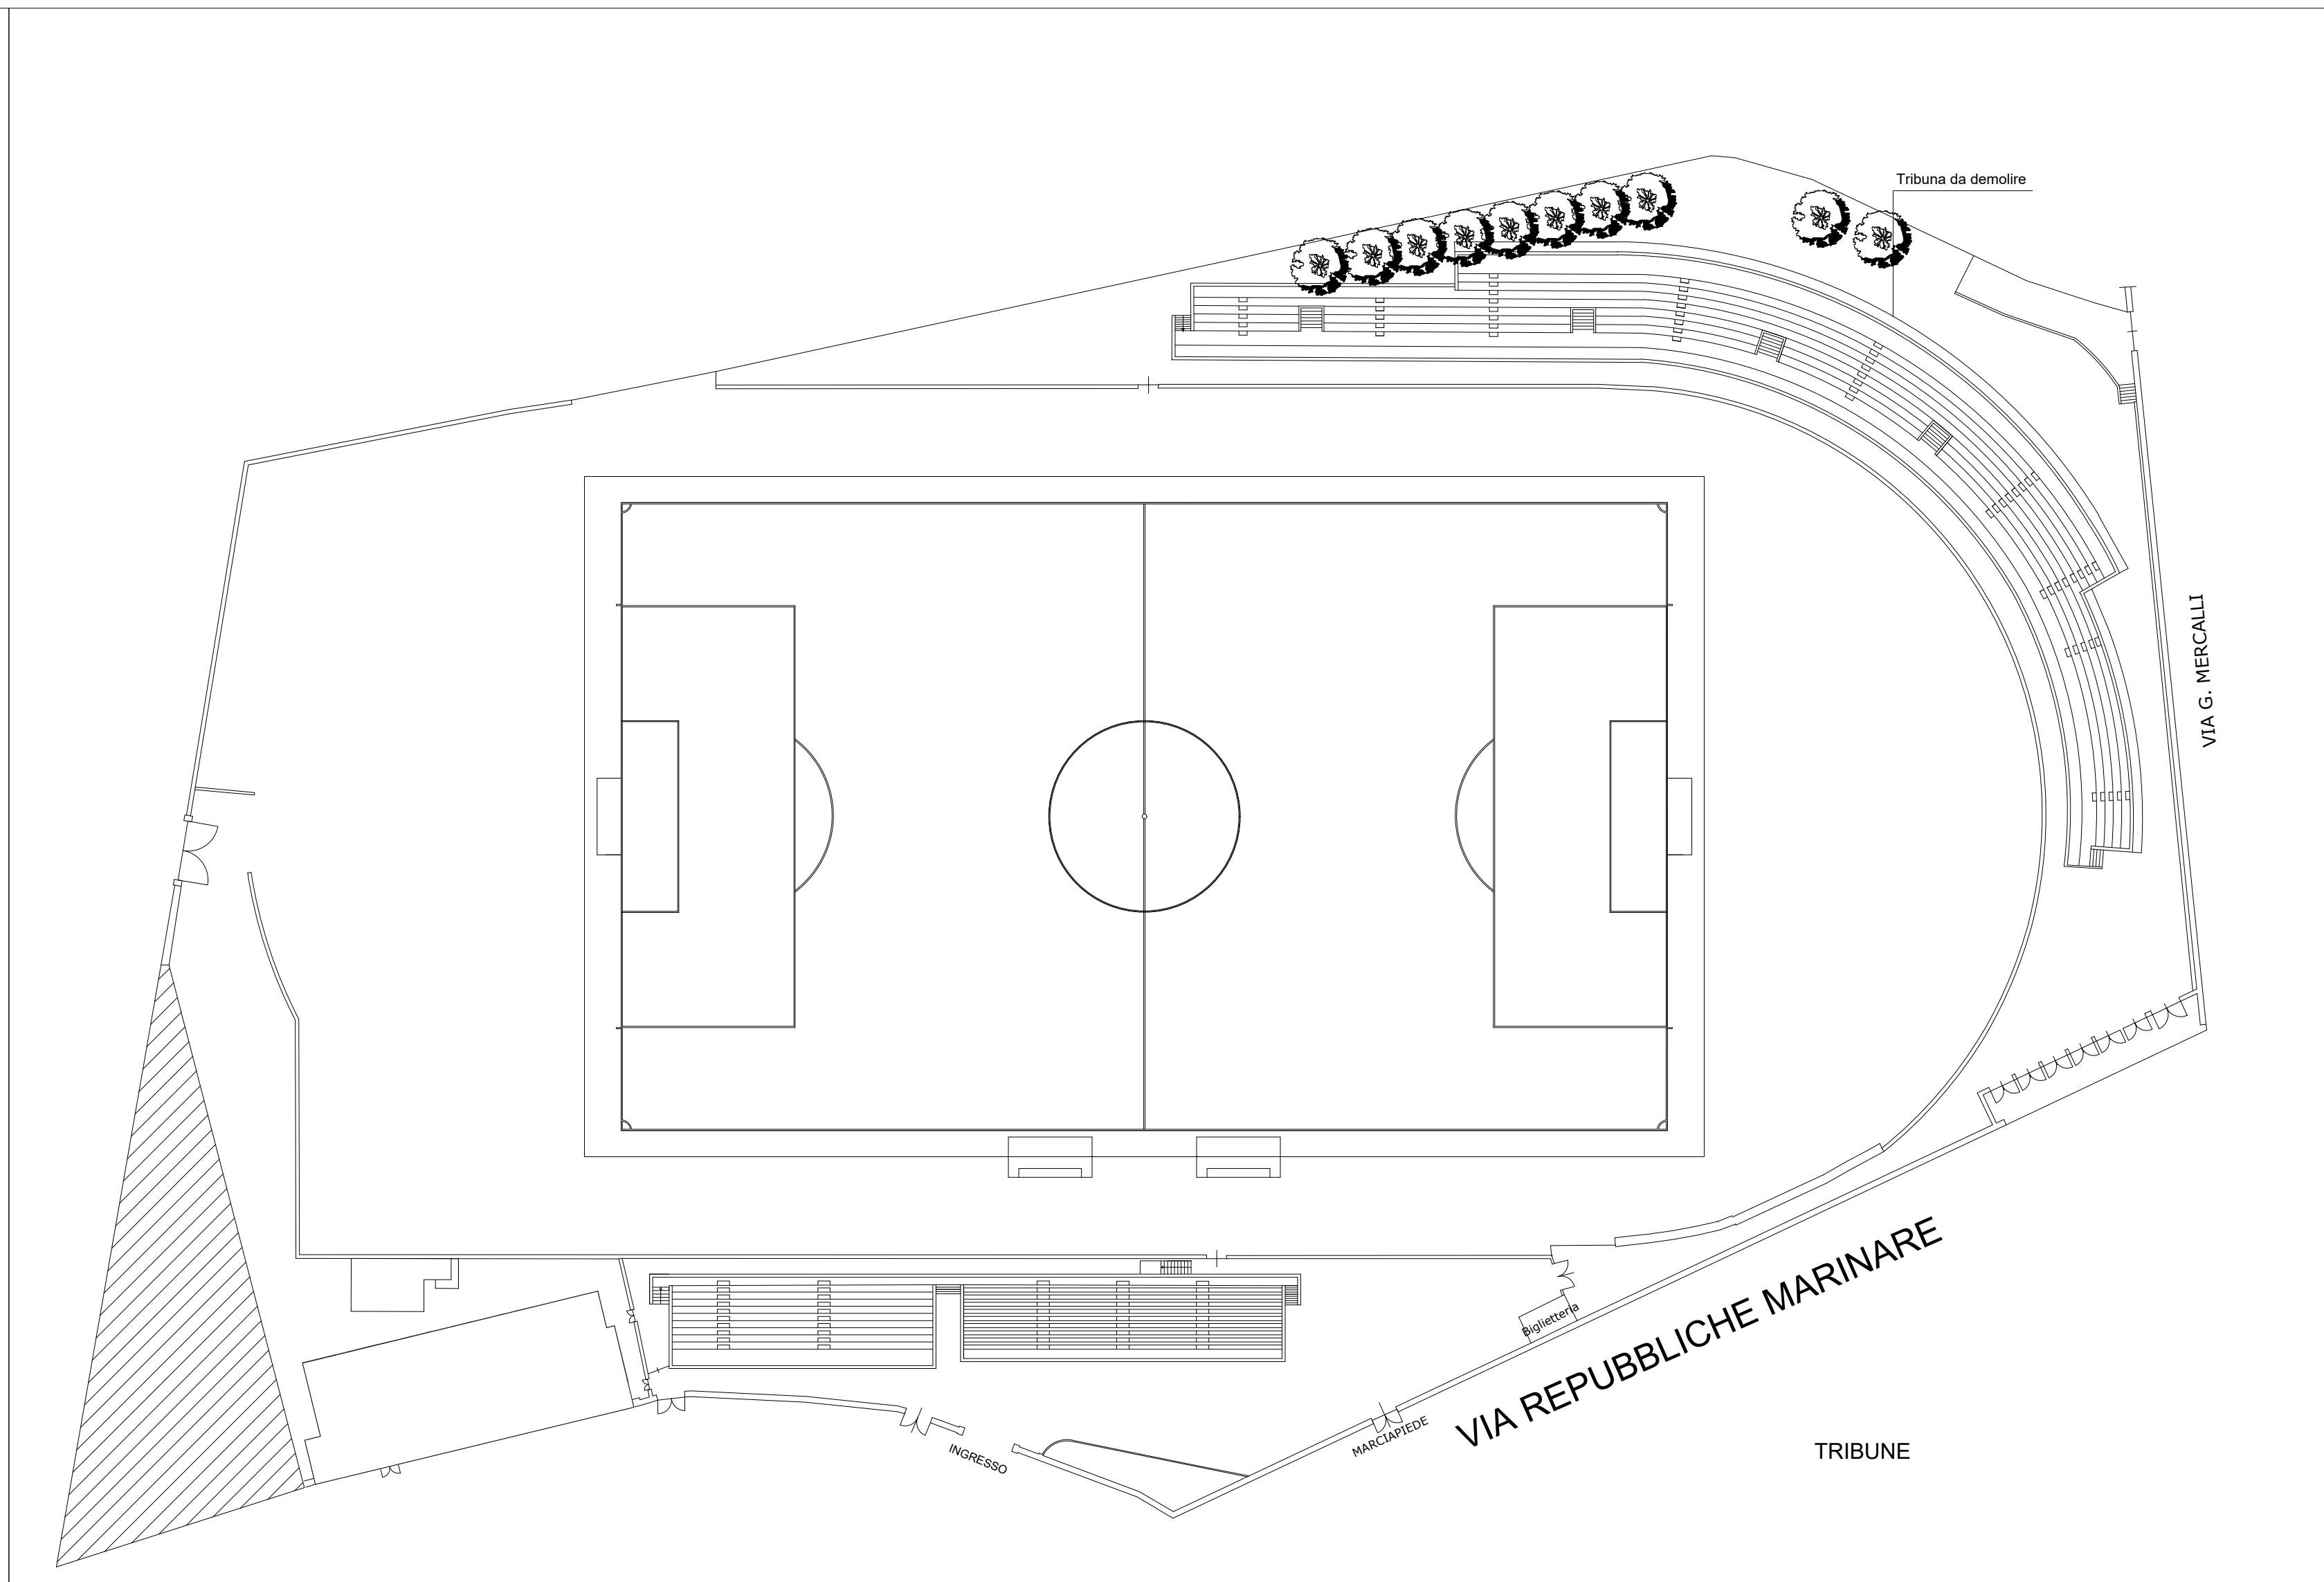 Tribuna da demolire
VIA G. MERCALLI
VIA REPUBBLICHE MARINARE
Biglietteria
MARCIAPIEDE
INGRESSO
TRIBUNE